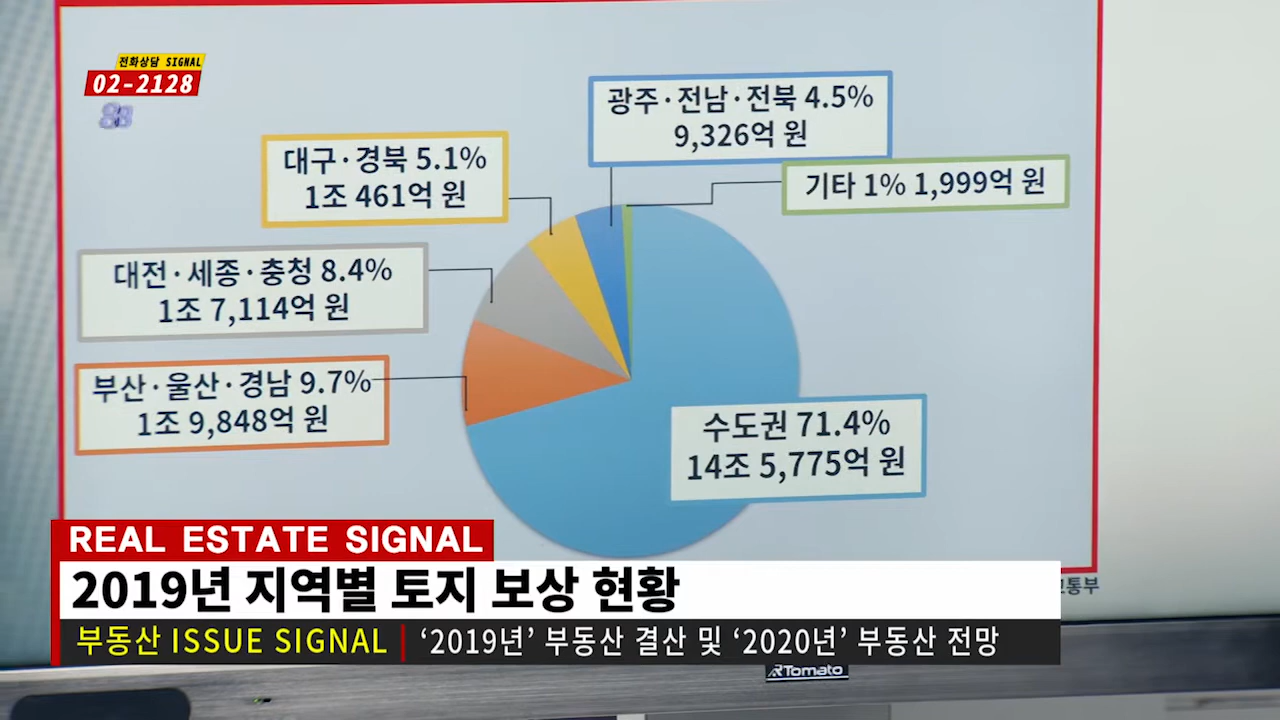 전화상담 SIGNAL
02-2128
광주·전남·전북 4.5%
9,326억 원
대구·경북 5.1%
1조 461억 원
기타 1% 1,999억 원
대전·세종·충청 8.4%
1조 7,114억 원
부산·울산·경남 9.7%
1조 9,848억 원
수도권 71.4%
14조 5,775억 원
REAL ESTATE SIGNAL
2019년 지역별 토지 보상 현황
통부
부동산 ISSUE SIGNAL
‘2019년’ 부동산 결산 및 ‘2020년’ 부동산 전망
RTomato